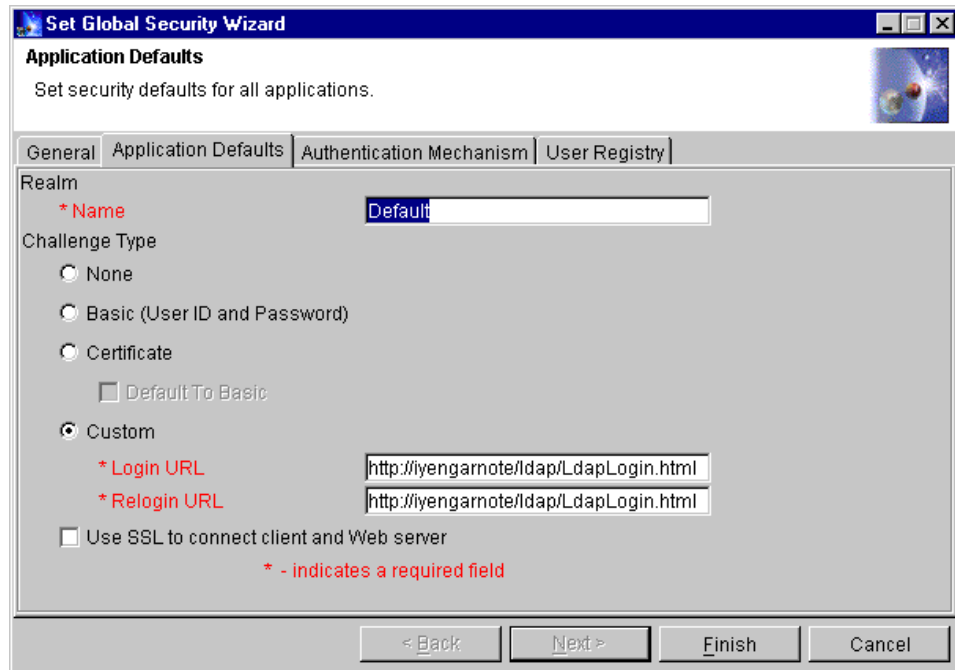 Set Global Security Wizard
Application Defaults
Set security defaults for all applications.
General Application Defaults Authentication Mechanism User Registry
Realm
* Name Default
Challenge Type
None
Basic (User ID and Password)
Certificate
Default To Basic
Custom
* Login URL http://iyengarnote/ldap/LdapLogin.html
* Relogin URL http://iyengarnote/ldap/LdapLogin.html
Use SSL to connect client and Web server
* - indicates a required field
< Back Next > Finish Cancel